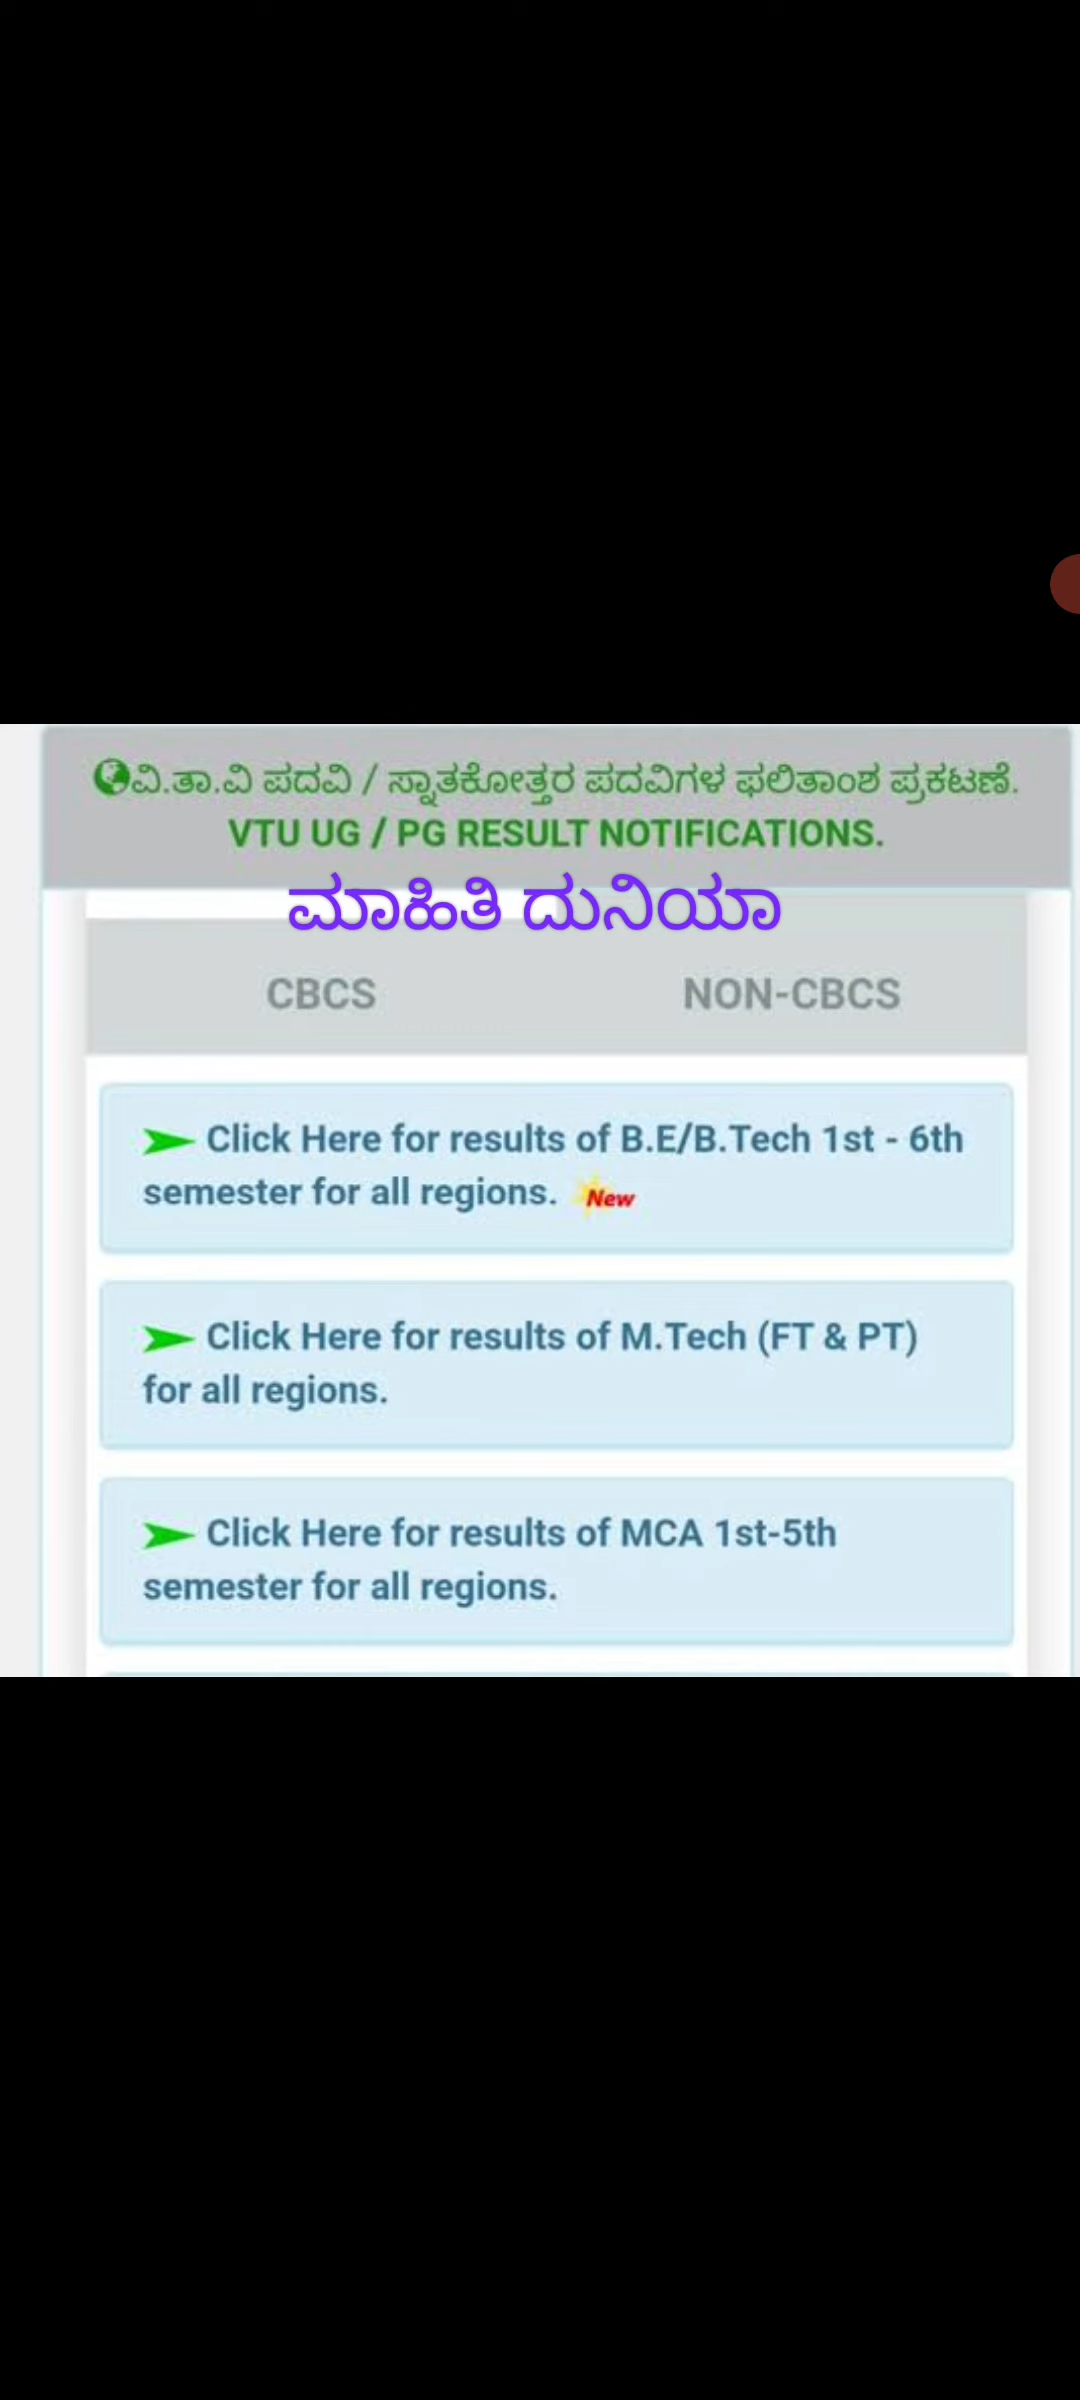 ವಿ.ತಾ.ವಿ ಪದವಿ / ಸ್ನಾತಕೋತ್ತರ ಪದವಿಗಳ ಫಲಿತಾಂಶ ಪ್ರಕಟಣೆ.
VTU UG / PG RESULT NOTIFICATIONS.
ಮಾಹಿತಿ ದುನಿಯಾ
CBCS NON-CBCS
Click Here for results of B.E/B.Tech 1st - 6th
semester for all regions. New
Click Here for results of M.Tech (FT & PT)
for all regions.
Click Here for results of MCA 1st-5th
semester for all regions.